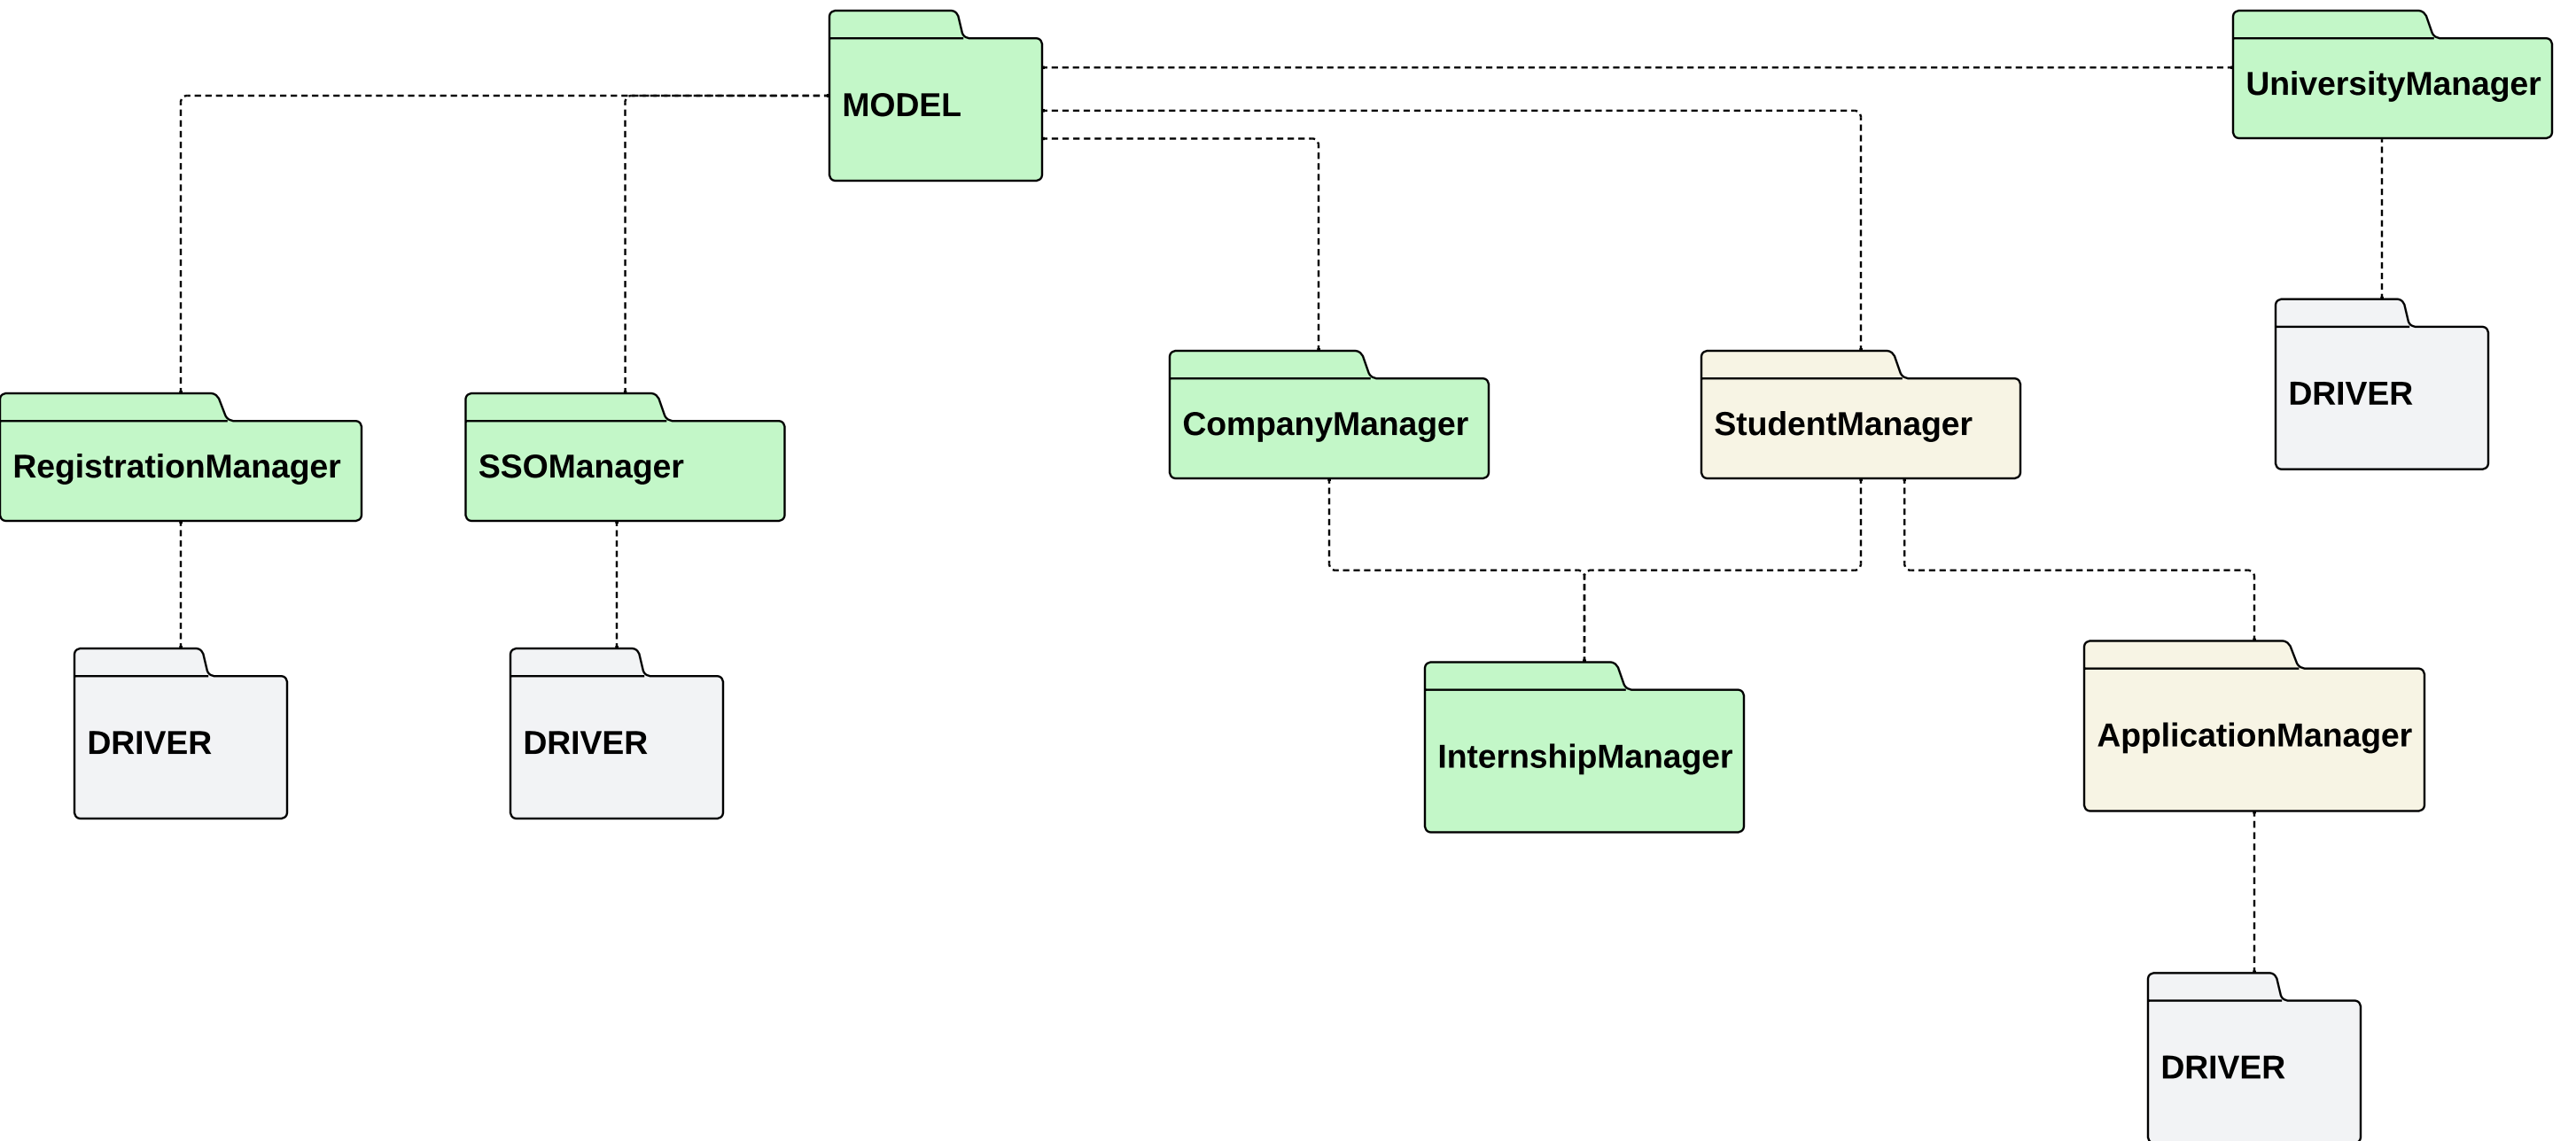 MODEL
UniversityManager
RegistrationManager
SSOManager
CompanyManager
StudentManager
DRIVER
DRIVER
DRIVER
InternshipManager
ApplicationManager
DRIVER